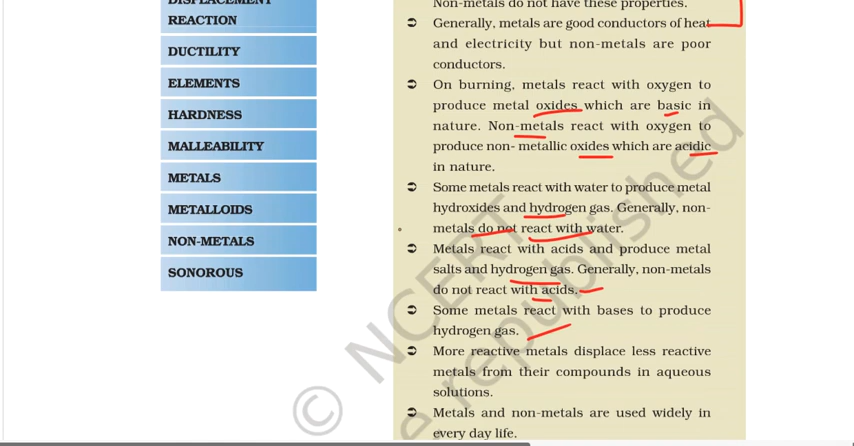 DISPLACEMENT
REACTION
DUCTILITY
ELEMENTS
HARDNESS
MALLEABILITY
METALS
METALLOIDS
NON-METALS
SONOROUS
Non-metals do not have these properties.
➲ Generally, metals are good conductors of heat
and electricity but non-metals are poor
conductors.
➲ On burning, metals react with oxygen to
produce metal oxides which are basic in
nature. Non-metals react with oxygen to
produce non- metallic oxides which are acidic
in nature.
➲ Some metals react with water to produce metal
hydroxides and hydrogen gas. Generally, non-
metals do not react with water.
➲ Metals react with acids and produce metal
salts and hydrogen gas. Generally, non-metals
do not react with acids.
➲ Some metals react with bases to produce
hydrogen gas.
➲ More reactive metals displace less reactive
metals from their compounds in aqueous
solutions.
➲ Metals and non-metals are used widely in
every day life.
© NCERT
e republished